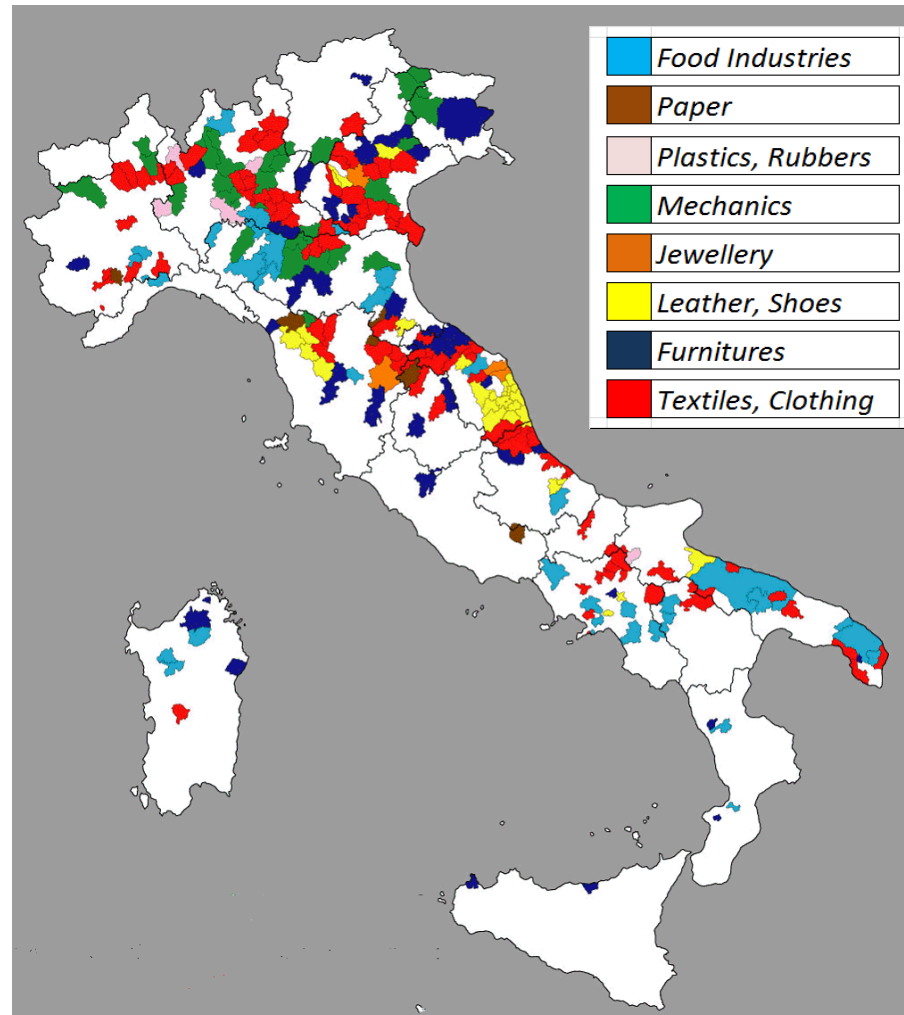 Food Industries
Paper
Plastics, Rubbers
Mechanics
Jewellery
Leather, Shoes
Furnitures
Textiles, Clothing